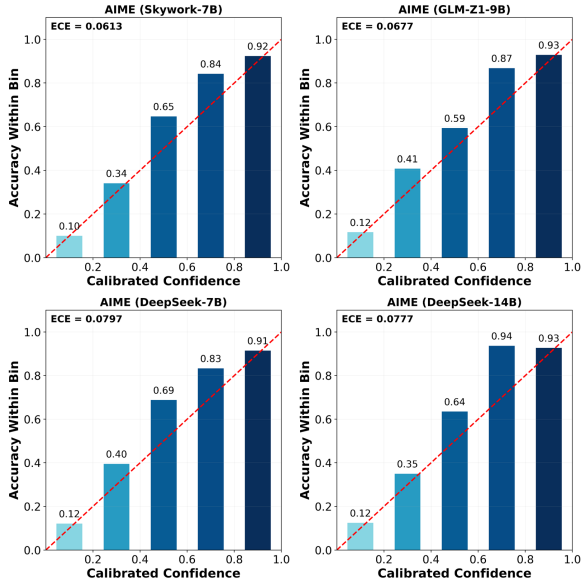 AIME (Skywork-7B)
ECE = 0.0613
Accuracy Within Bin
1.0
0.8
0.6
0.4
0.2
0.0
0.10
0.34
0.65
0.84
0.92
0.2 0.4 0.6 0.8 1.0
Calibrated Confidence
AIME (GLM-Z1-9B)
ECE = 0.0677
Accuracy Within Bin
1.0
0.8
0.6
0.4
0.2
0.0
0.12
0.41
0.59
0.87
0.93
0.2 0.4 0.6 0.8 1.0
Calibrated Confidence
AIME (DeepSeek-7B)
ECE = 0.0797
Accuracy Within Bin
1.0
0.8
0.6
0.4
0.2
0.0
0.12
0.40
0.69
0.83
0.91
0.2 0.4 0.6 0.8 1.0
Calibrated Confidence
AIME (DeepSeek-14B)
ECE = 0.0777
Accuracy Within Bin
1.0
0.8
0.6
0.4
0.2
0.0
0.12
0.35
0.64
0.94
0.93
0.2 0.4 0.6 0.8 1.0
Calibrated Confidence